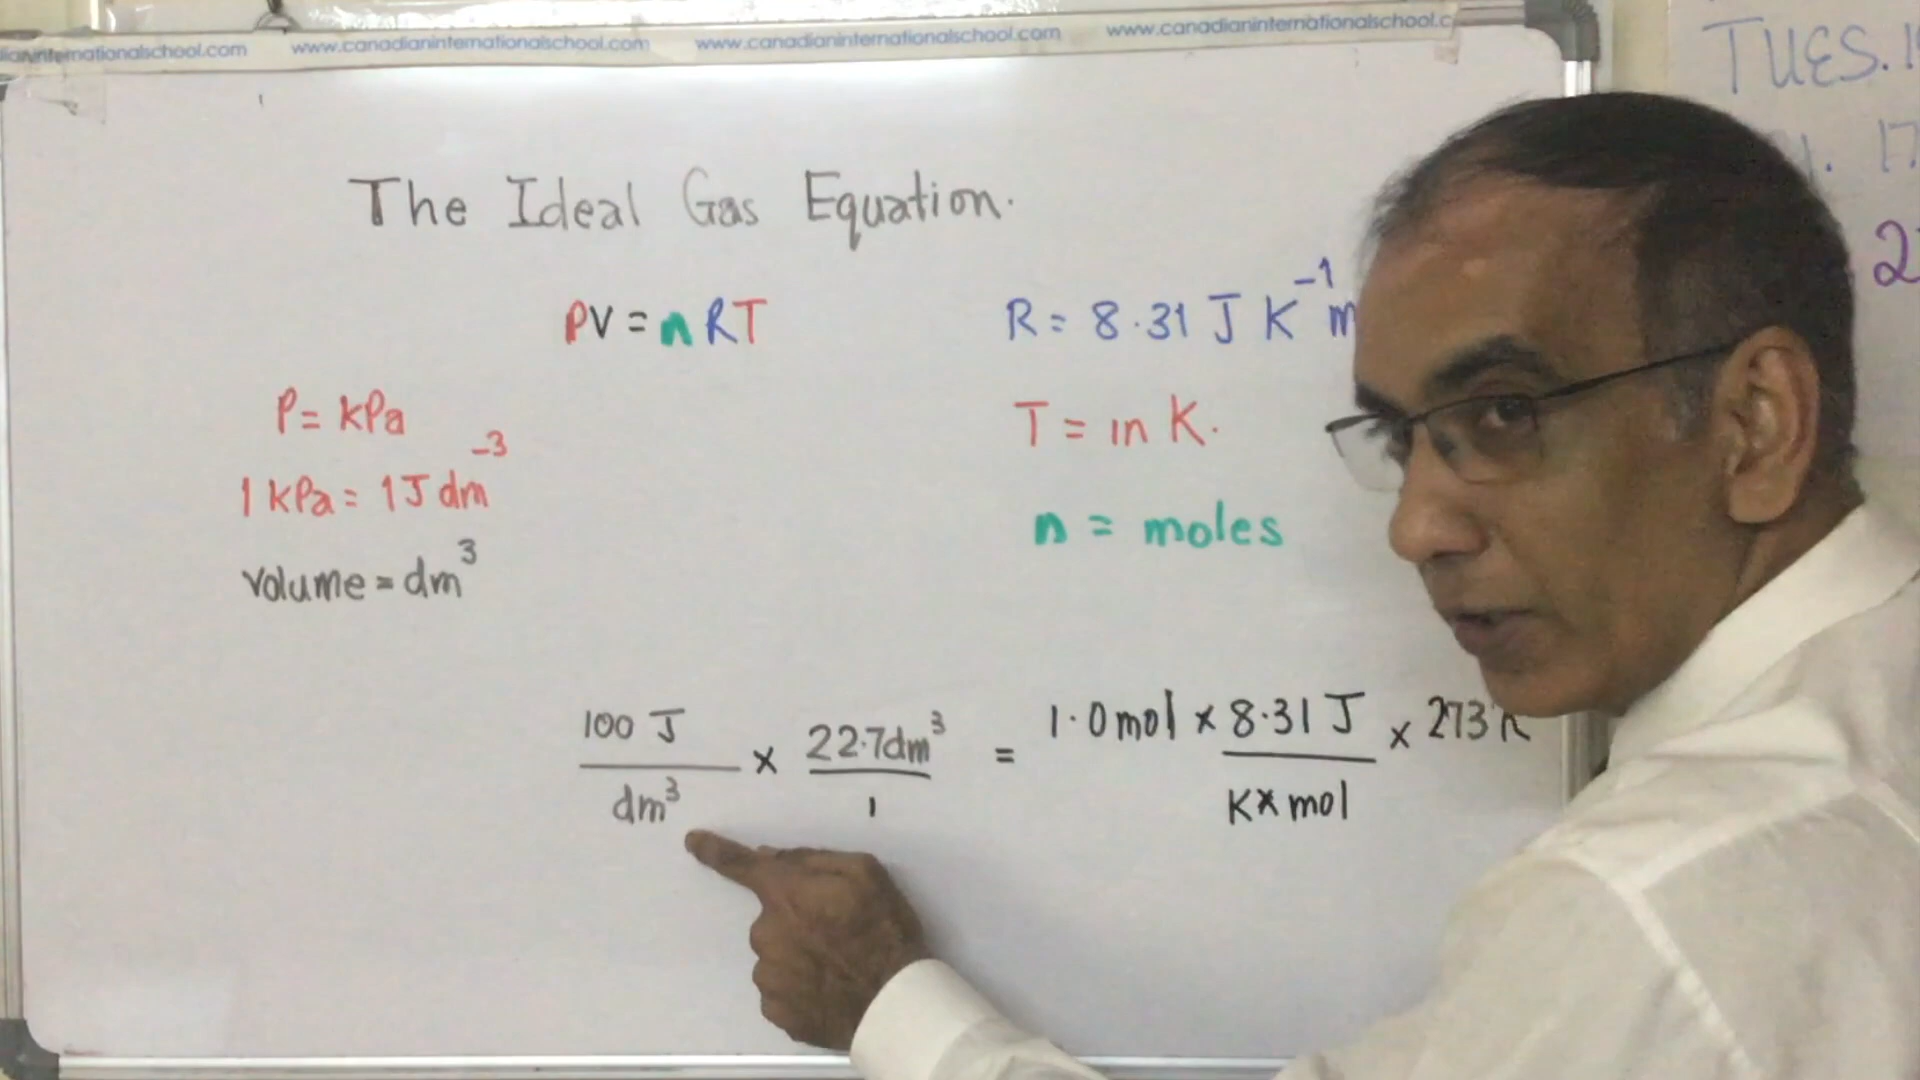 www.canadianinternationalschool.com www.canadianinternationalschool.com www.canadianinternationalschool.c
TUES.
The Ideal Gas Equation.
PV = nRT
R = 8.31 J K⁻¹ m
P = kPa
T = in K.
1 kPa = 1 J dm⁻³
n = moles
Volume = dm³
100 J / dm³ × 22.7dm³ / 1 = 1.0 mol × 8.31 J / K × mol × 273 K